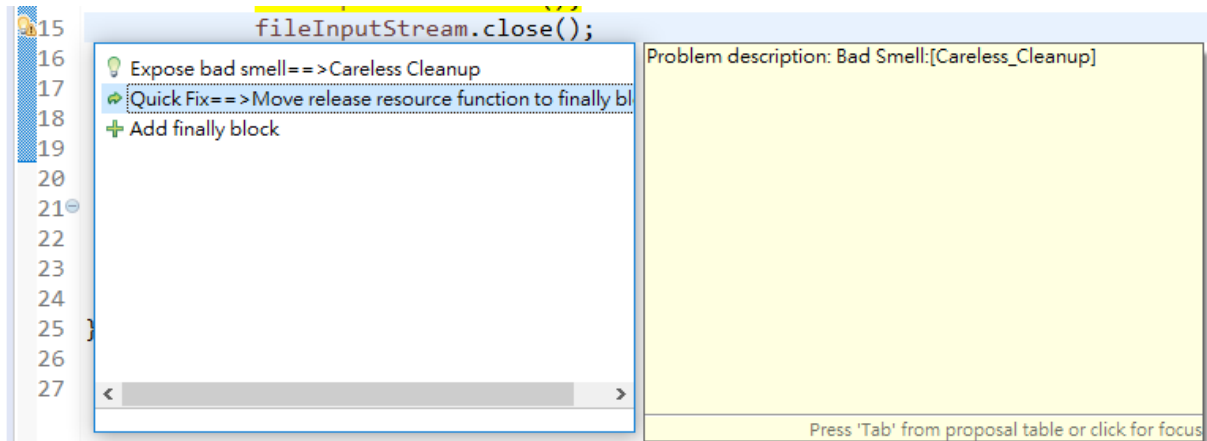 15 fileInputStream.close();
16
17
18
19
20
21
22
23
24
25 }
26
27
Expose bad smell==>Careless Cleanup
Quick Fix==>Move release resource function to finally bl
Add finally block
Problem description: Bad Smell:[Careless_Cleanup]
Press 'Tab' from proposal table or click for focus